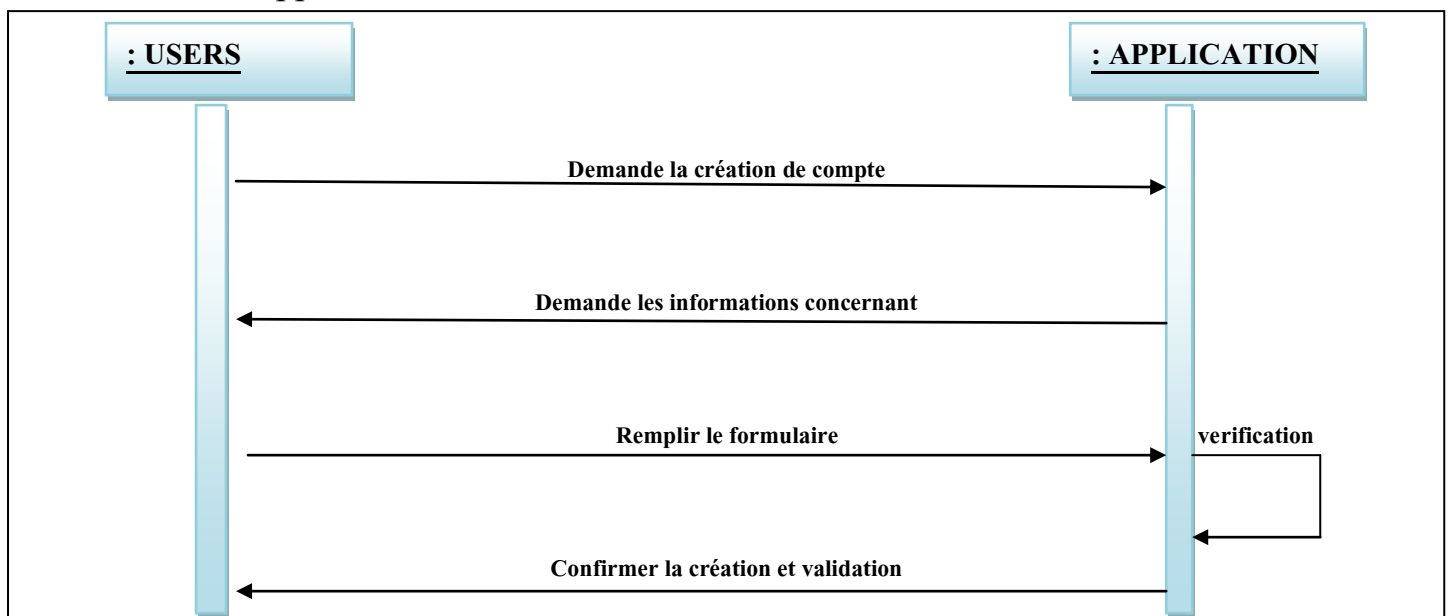 : USERS
: APPLICATION
Demande la création de compte
Demande les informations concernant
Remplir le formulaire
verification
Confirmer la création et validation